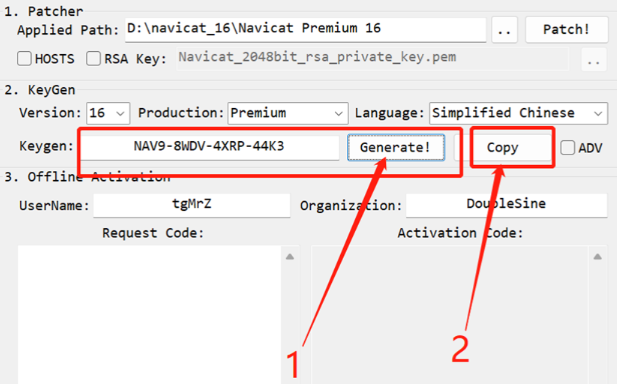 1. Patcher
Applied Path: D:\navicat_16\Navicat Premium 16 .. Patch!
HOSTS RSA Key: Navicat_2048bit_rsa_private_key.pem ..
2. KeyGen
Version: 16 Production: Premium Language: Simplified Chinese
Keygen: NAV9-8WDV-4XRP-44K3 Generate! Copy ADV
3. Offline Activation
UserName: tgMrZ Organization: DoubleSine
Request Code: Activation Code:
1 2